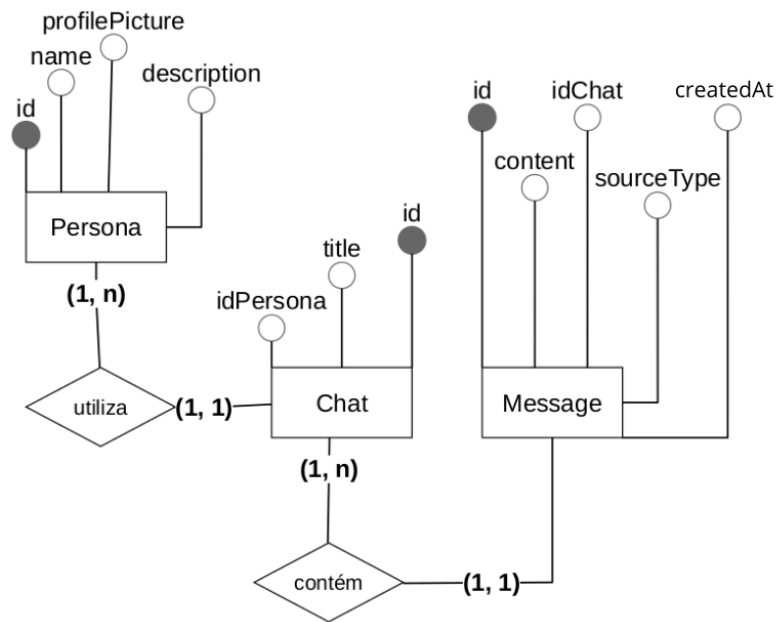 profilePicture
name
description
id
Persona
(1, n)
utiliza
(1, 1)
id
title
idPersona
Chat
(1, n)
contém
(1, 1)
id
idChat
createdAt
content
sourceType
Message